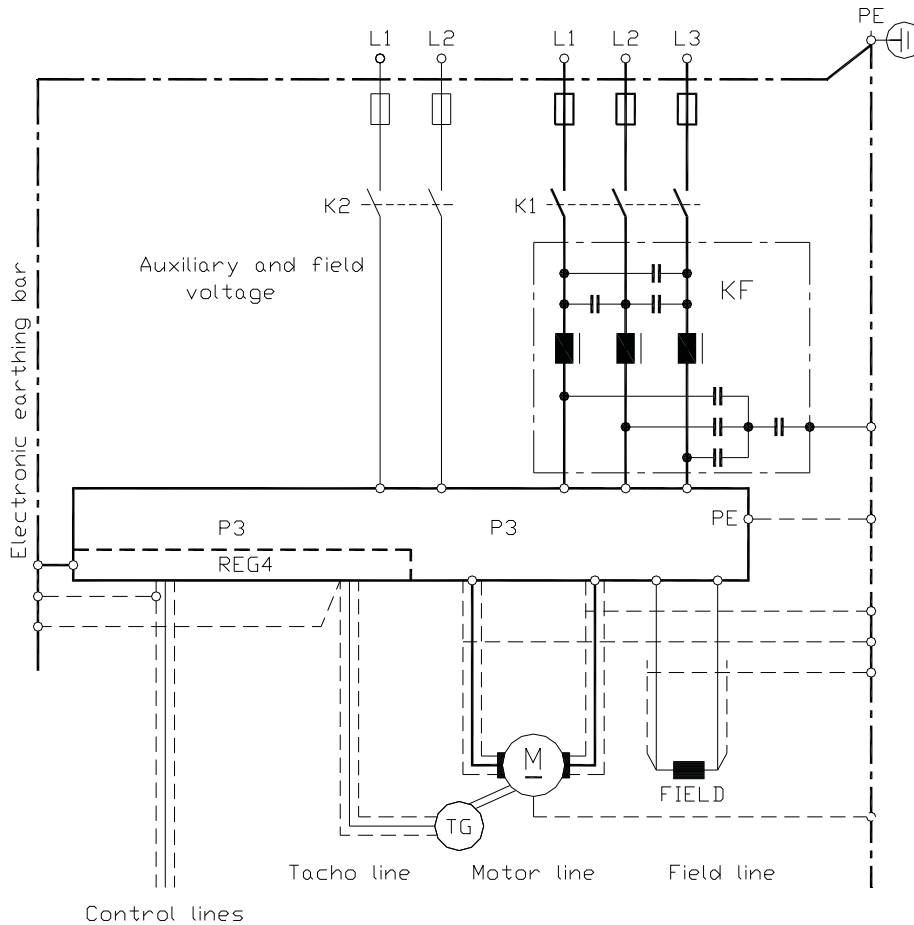 PE
L1 L2 L1 L2 L3
K2 K1
Auxiliary and field
voltage
KF
Electronic earthing bar
P3 P3 PE
REG4
M
FIELD
TG
Tacho line Motor line Field line
Control lines